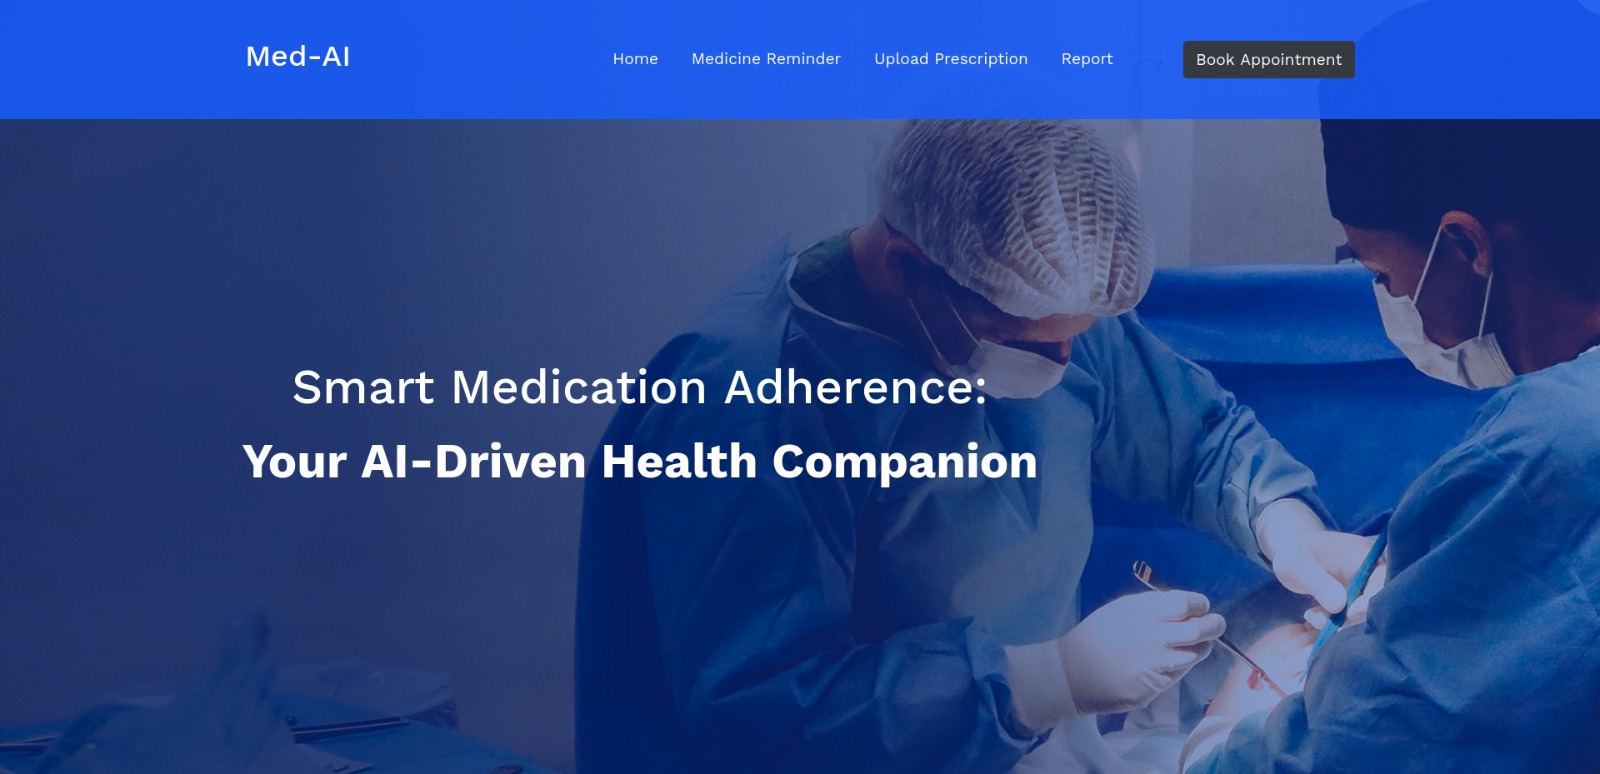 Med-AI
Home Medicine Reminder Upload Prescription Report Book Appointment
Smart Medication Adherence:
Your AI-Driven Health Companion